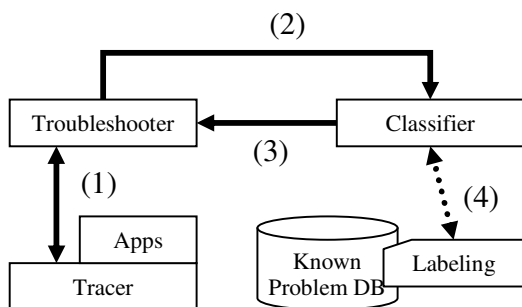 (2)
Troubleshooter
Classifier
(3)
(1)
(4)
Apps
Known
Problem DB
Labeling
Tracer